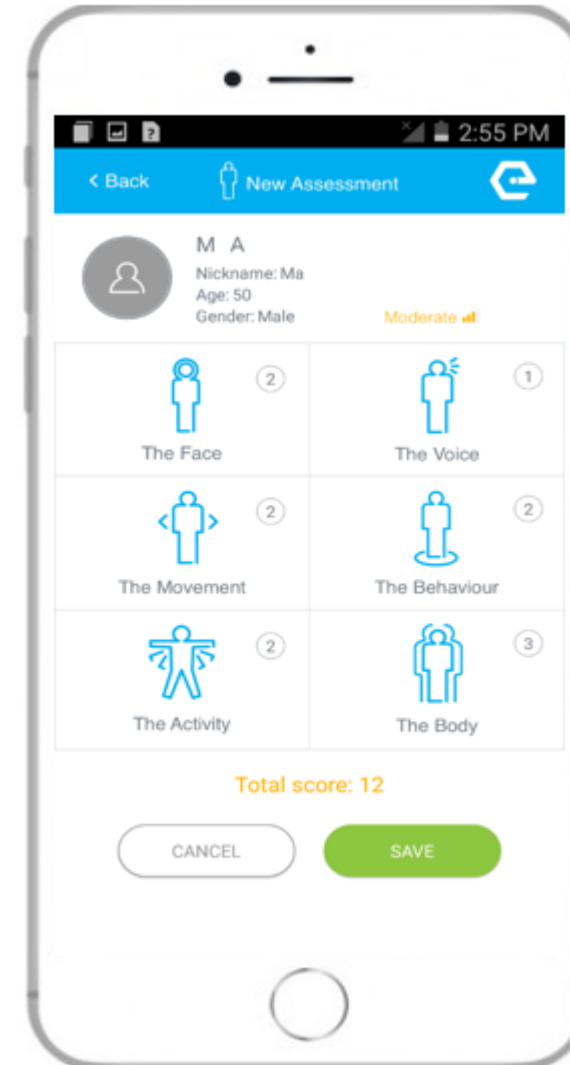 2:55 PM
< Back New Assessment
M A
Nickname: Ma
Age: 50
Gender: Male Moderate
2 1
The Face The Voice
2 2
The Movement The Behaviour
2 3
The Activity The Body
Total score: 12
CANCEL SAVE